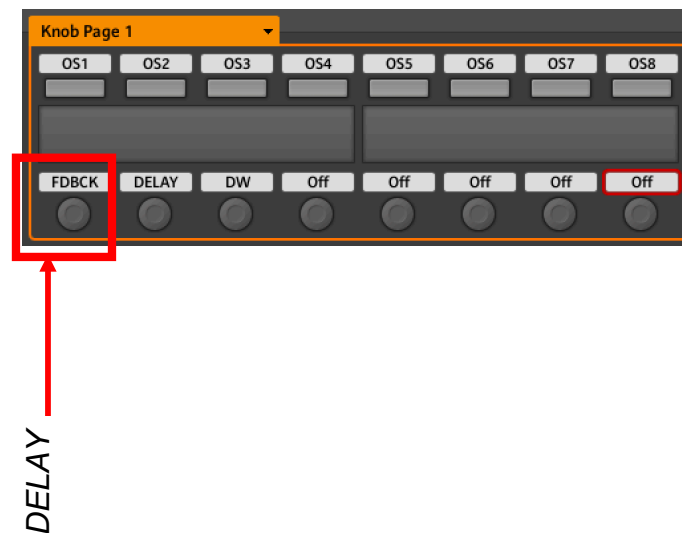 Knob Page 1
OS1 OS2 OS3 OS4 OS5 OS6 OS7 OS8
FDBCK DELAY DW Off Off Off Off Off
DELAY